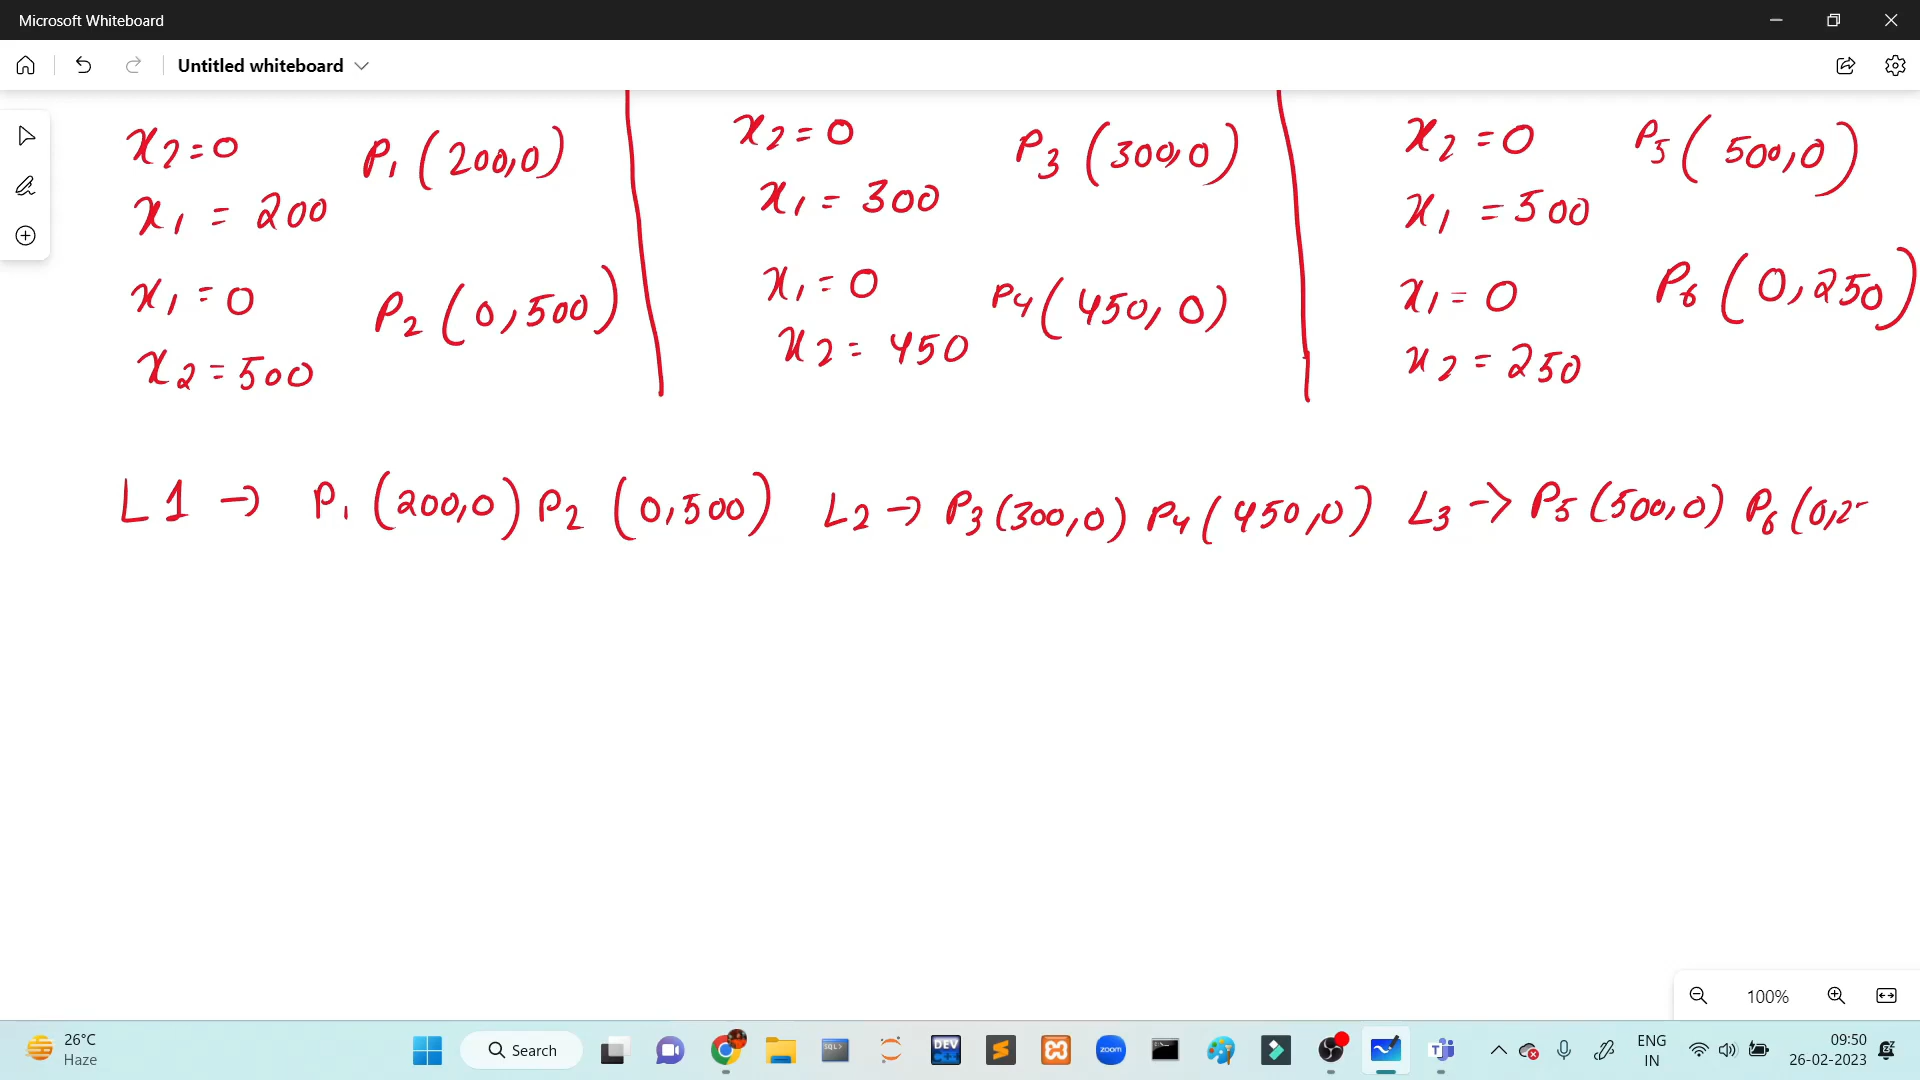 Microsoft Whiteboard
Untitled whiteboard
x2=0 P1(200,0)
x1=200
x1=0 P2(0,500)
x2=500
x2=0 P3(300,0)
x1=300
x1=0 P4(450,0)
x2=450
x2=0 P5(500,0)
x1=500
x1=0 P6(0,250)
x2=250
L1 → P1(200,0) P2(0,500) L2 → P3(300,0) P4(450,0) L3 → P5(500,0) P6(0,2
100%
26°C
Haze
Search
SQL>
DEV
C++
zoom
ENG
IN
09:50
26-02-2023